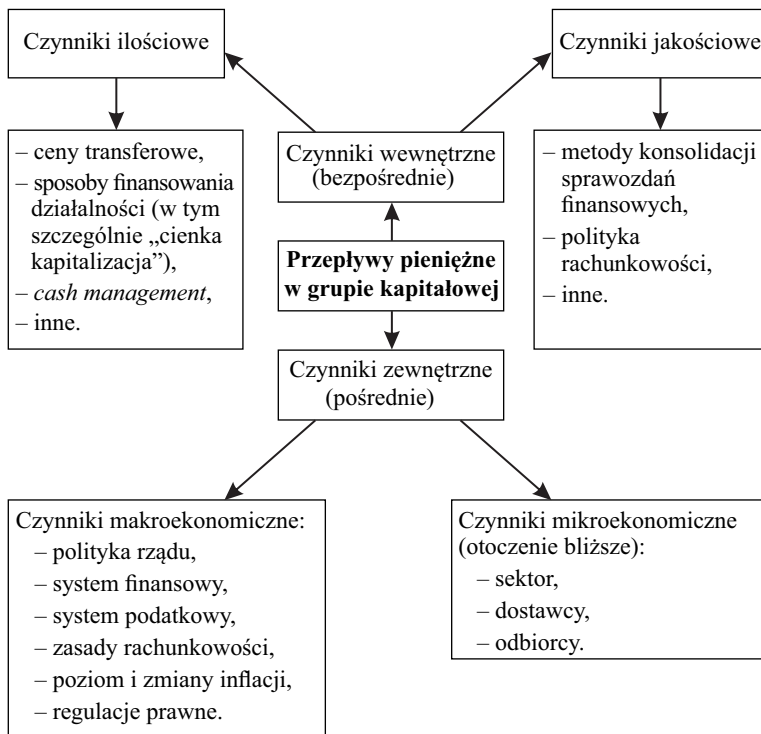 Czynniki ilościowe
Czynniki jakościowe
– ceny transferowe,
– sposoby finansowania
działalności (w tym
szczególnie „cienka
kapitalizacja”),
– cash management,
– inne.
Czynniki wewnętrzne
(bezpośrednie)
– metody konsolidacji
sprawozdań
finansowych,
– polityka
rachunkowości,
– inne.
Przepływy pieniężne
w grupie kapitałowej
Czynniki zewnętrzne
(pośrednie)
Czynniki makroekonomiczne:
– polityka rządu,
– system finansowy,
– system podatkowy,
– zasady rachunkowości,
– poziom i zmiany inflacji,
– regulacje prawne.
Czynniki mikroekonomiczne
(otoczenie bliższe):
– sektor,
– dostawcy,
– odbiorcy.